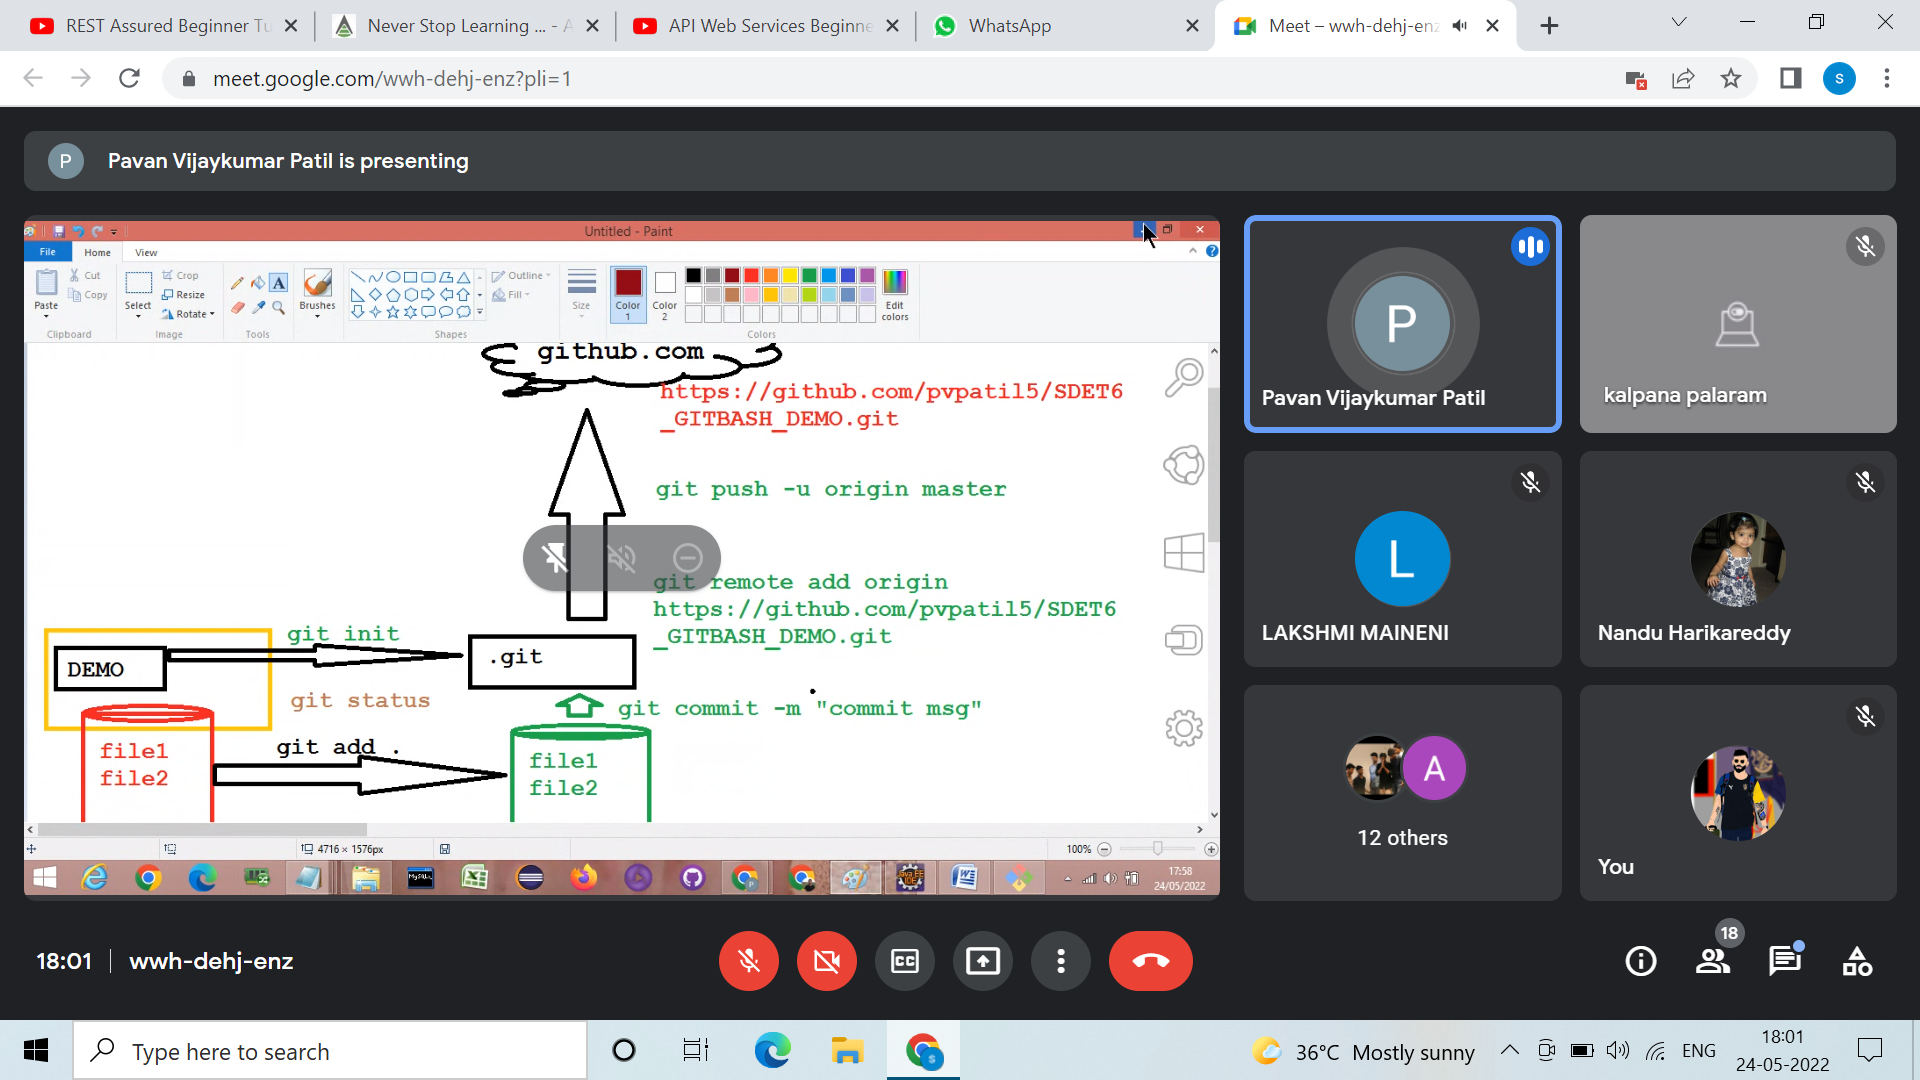 REST Assured Beginner Tu
Never Stop Learning ... - A
API Web Services Beginne
WhatsApp
Meet – wwh-dehj-enz
meet.google.com/wwh-dehj-enz?pli=1
s
P
Pavan Vijaykumar Patil is presenting
Untitled - Paint
File
Home
View
Paste
Cut
Copy
Clipboard
Select
Crop
Resize
Rotate
Image
A
Tools
Brushes
Shapes
Outline
Fill
Size
Color
1
Color
2
Edit
colors
Colors
github.com
https://github.com/pvpatil5/SDET6
_GITBASH_DEMO.git
git push -u origin master
git remote add origin
https://github.com/pvpatil5/SDET6
_GITBASH_DEMO.git
git init
DEMO
.git
git status
git commit -m "commit msg"
git add .
file1
file2
file1
file2
4716 × 1576px
100%
17:58
24/05/2022
P
Pavan Vijaykumar Patil
kalpana palaram
L
LAKSHMI MAINENI
Nandu Harikareddy
A
12 others
You
18:01
wwh-dehj-enz
CC
18
Type here to search
36°C Mostly sunny
ENG
18:01
24-05-2022